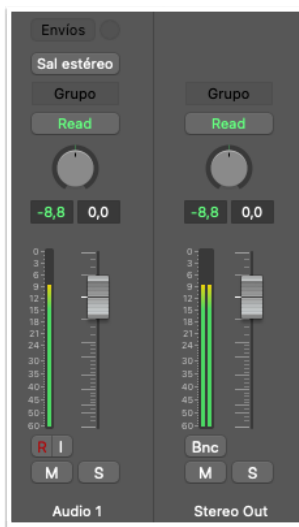 Envíos
Sal estéreo
Grupo
Read
-8,8 0,0
0
3
6
9
12
15
18
21
24
30
35
40
45
50
60
R I
M S
Audio 1
Grupo
Read
-8,8 0,0
0
3
6
9
12
15
18
21
24
30
35
40
45
50
60
Bnc
M S
Stereo Out